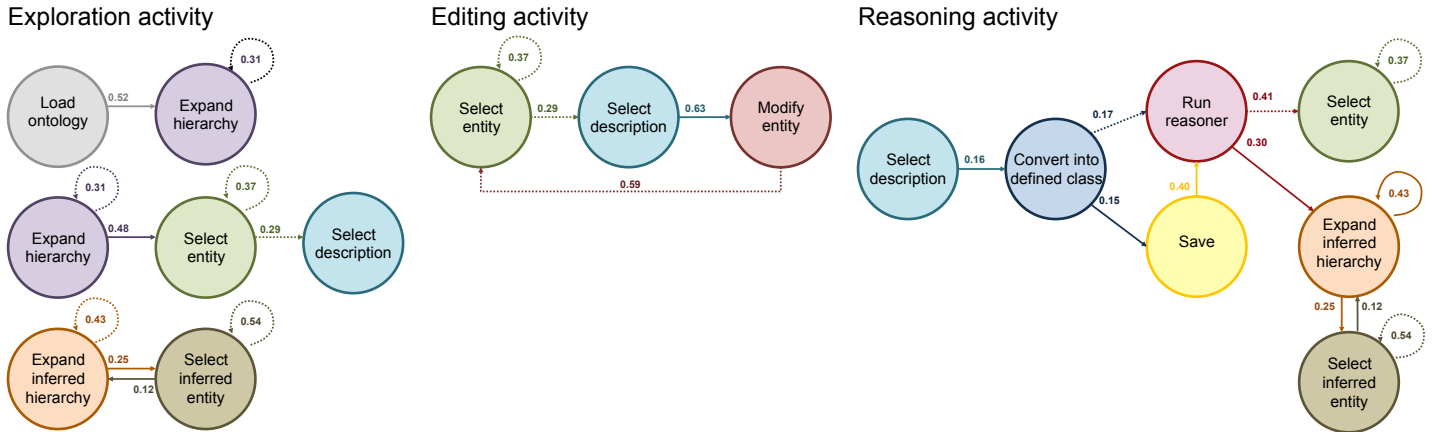 Exploration activity
Load
ontology
0.52
Expand
hierarchy
0.31
Expand
hierarchy
0.31
0.48
Select
entity
0.37
0.29
Select
description
Expand
inferred
hierarchy
0.43
0.25
0.12
Select
inferred
entity
0.54
Editing activity
Select
entity
0.37
0.29
Select
description
0.63
Modify
entity
0.59
Reasoning activity
Select
description
0.16
Convert into
defined class
0.17
0.15
Run
reasoner
0.40
Save
0.41
0.30
Select
entity
0.37
Expand
inferred
hierarchy
0.43
0.25
0.12
Select
inferred
entity
0.54